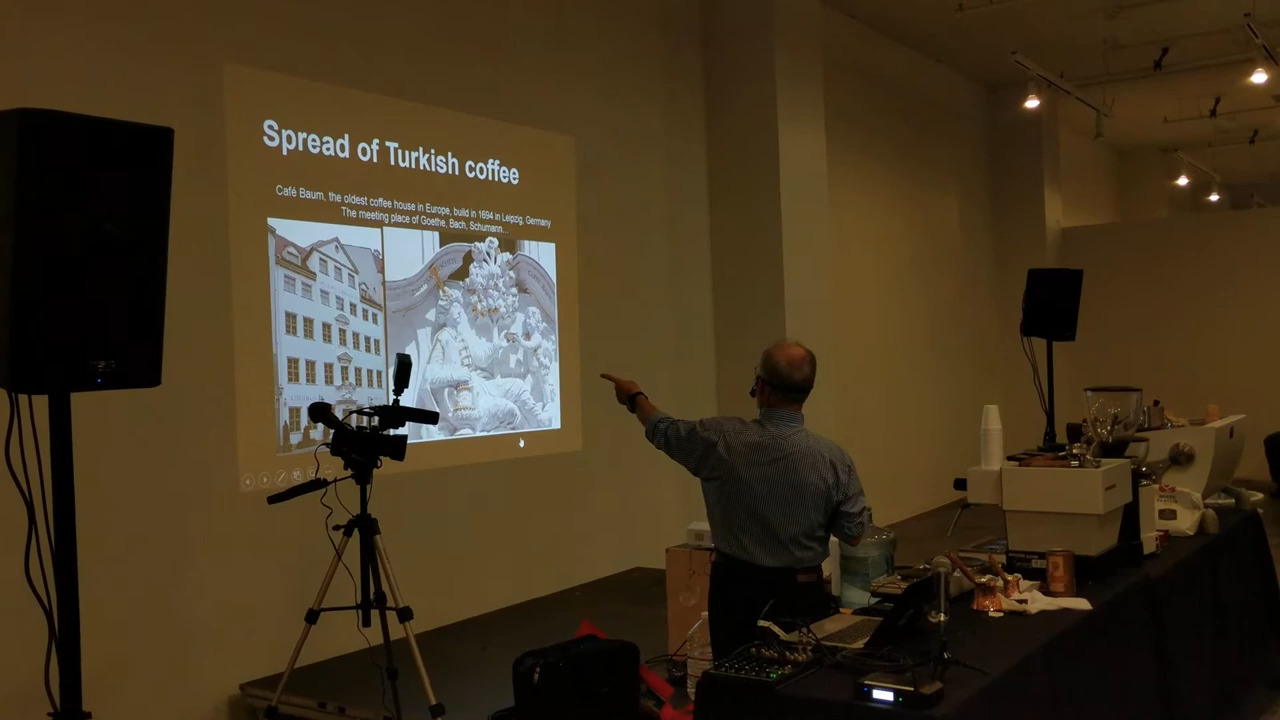 Spread of Turkish coffee
Café Baum, the oldest coffee house in Europe, build in 1694 in Leipzig, Germany
The meeting place of Goethe, Bach, Schumann...